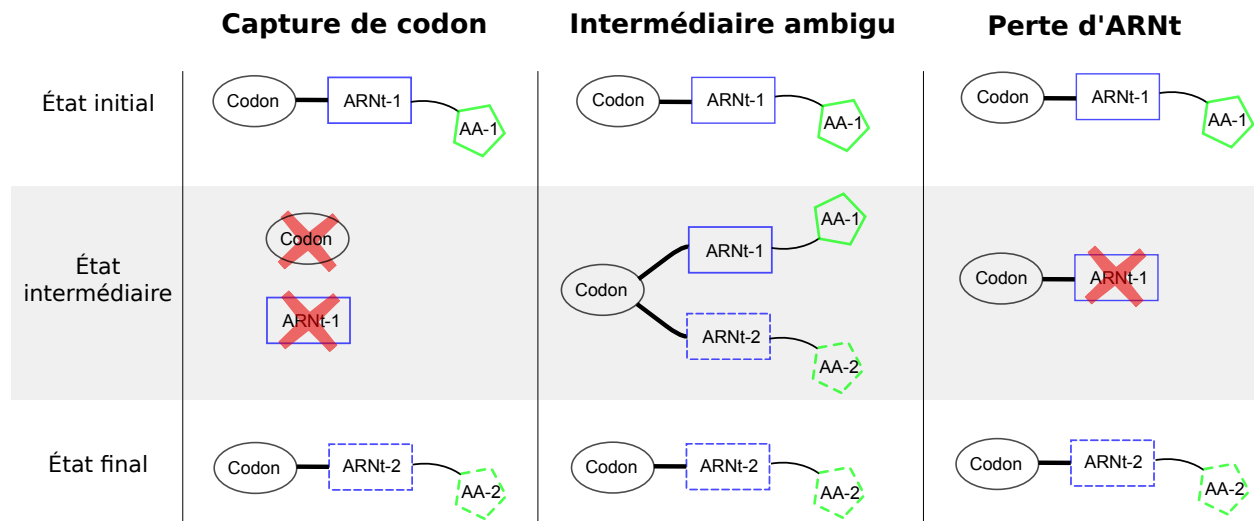 Capture de codon
Intermédiaire ambigu
Perte d'ARNt
État initial
Codon
ARNt-1
AA-1
Codon
ARNt-1
AA-1
Codon
ARNt-1
AA-1
État
intermédiaire
Codon
ARNt-1
Codon
ARNt-1
AA-1
ARNt-2
AA-2
Codon
ARNt-1
État final
Codon
ARNt-2
AA-2
Codon
ARNt-2
AA-2
Codon
ARNt-2
AA-2